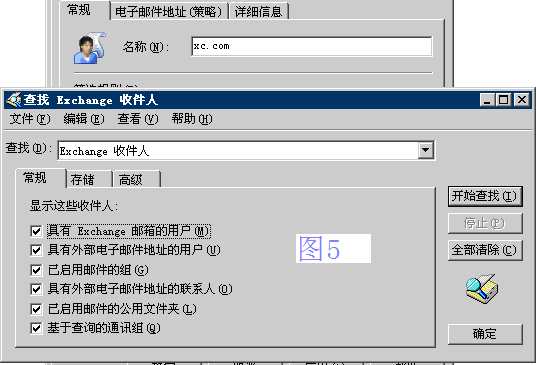 常规 电子邮件地址(策略) 详细信息
名称(N): xc.com
查找 Exchange 收件人
文件(F) 编辑(E) 查看(V) 帮助(H)
查找(D): Exchange 收件人
常规 存储 高级
开始查找(I)
显示这些收件人:
停止(P)
具有 Exchange 邮箱的用户(M)
具有外部电子邮件地址的用户(U)
图5
全部清除(C)
已启用邮件的组(G)
具有外部电子邮件地址的联系人(O)
已启用邮件的公用文件夹(L)
基于查询的通讯组(Q)
确定